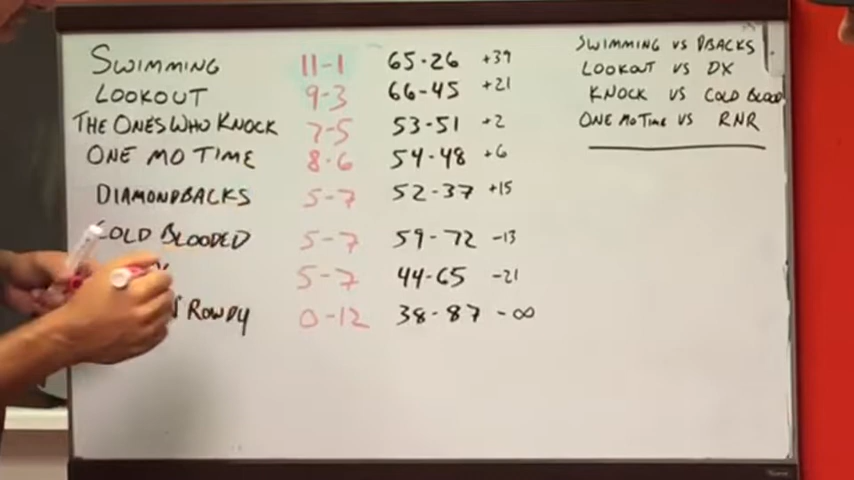 SWIMMING 11-1 65-26 +39
LOOKOUT 9-3 66-45 +21
THE ONES WHO KNOCK 7-5 53-51 +2
ONE MO TIME 8-6 54-48 +6
DIAMONDBACKS 5-7 52-37 +15
COLD BLOODED 5-7 59-72 -13
5-7 44-65 -21
ROWDY 0-12 38-87 -∞
SWIMMING VS DBACKS
LOOKOUT VS DX
KNOCK VS COLD BLOOD
ONE MO TIME VS RNR